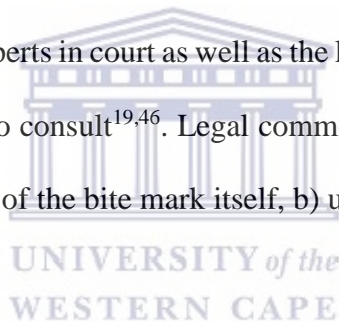 perts in court as well as the
o consult19,46. Legal comm
of the bite mark itself, b) u
UNIVERSITY of the
WESTERN CAPE